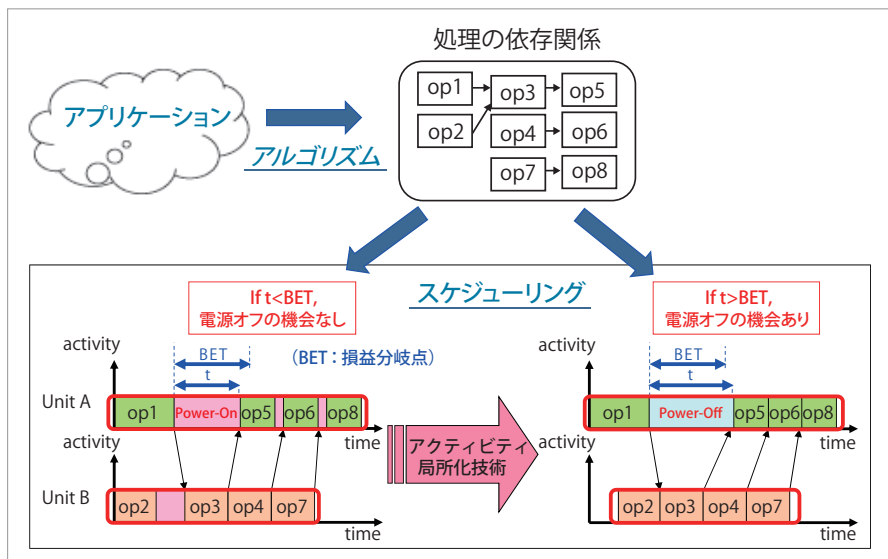 処理の依存関係
アプリケーション
アルゴリズム
op1
op3
op5
op2
op4
op6
op7
op8
スケジューリング
If t<BET,
電源オフの機会なし
If t>BET,
電源オフの機会あり
(BET：損益分岐点)
activity
BET
t
Unit A
op1
Power-On
op5
op6
op8
time
activity
Unit B
op2
op3
op4
op7
time
アクティビティ
局所化技術
activity
BET
t
op1
Power-Off
op5
op6
op8
time
activity
op2
op3
op4
op7
time